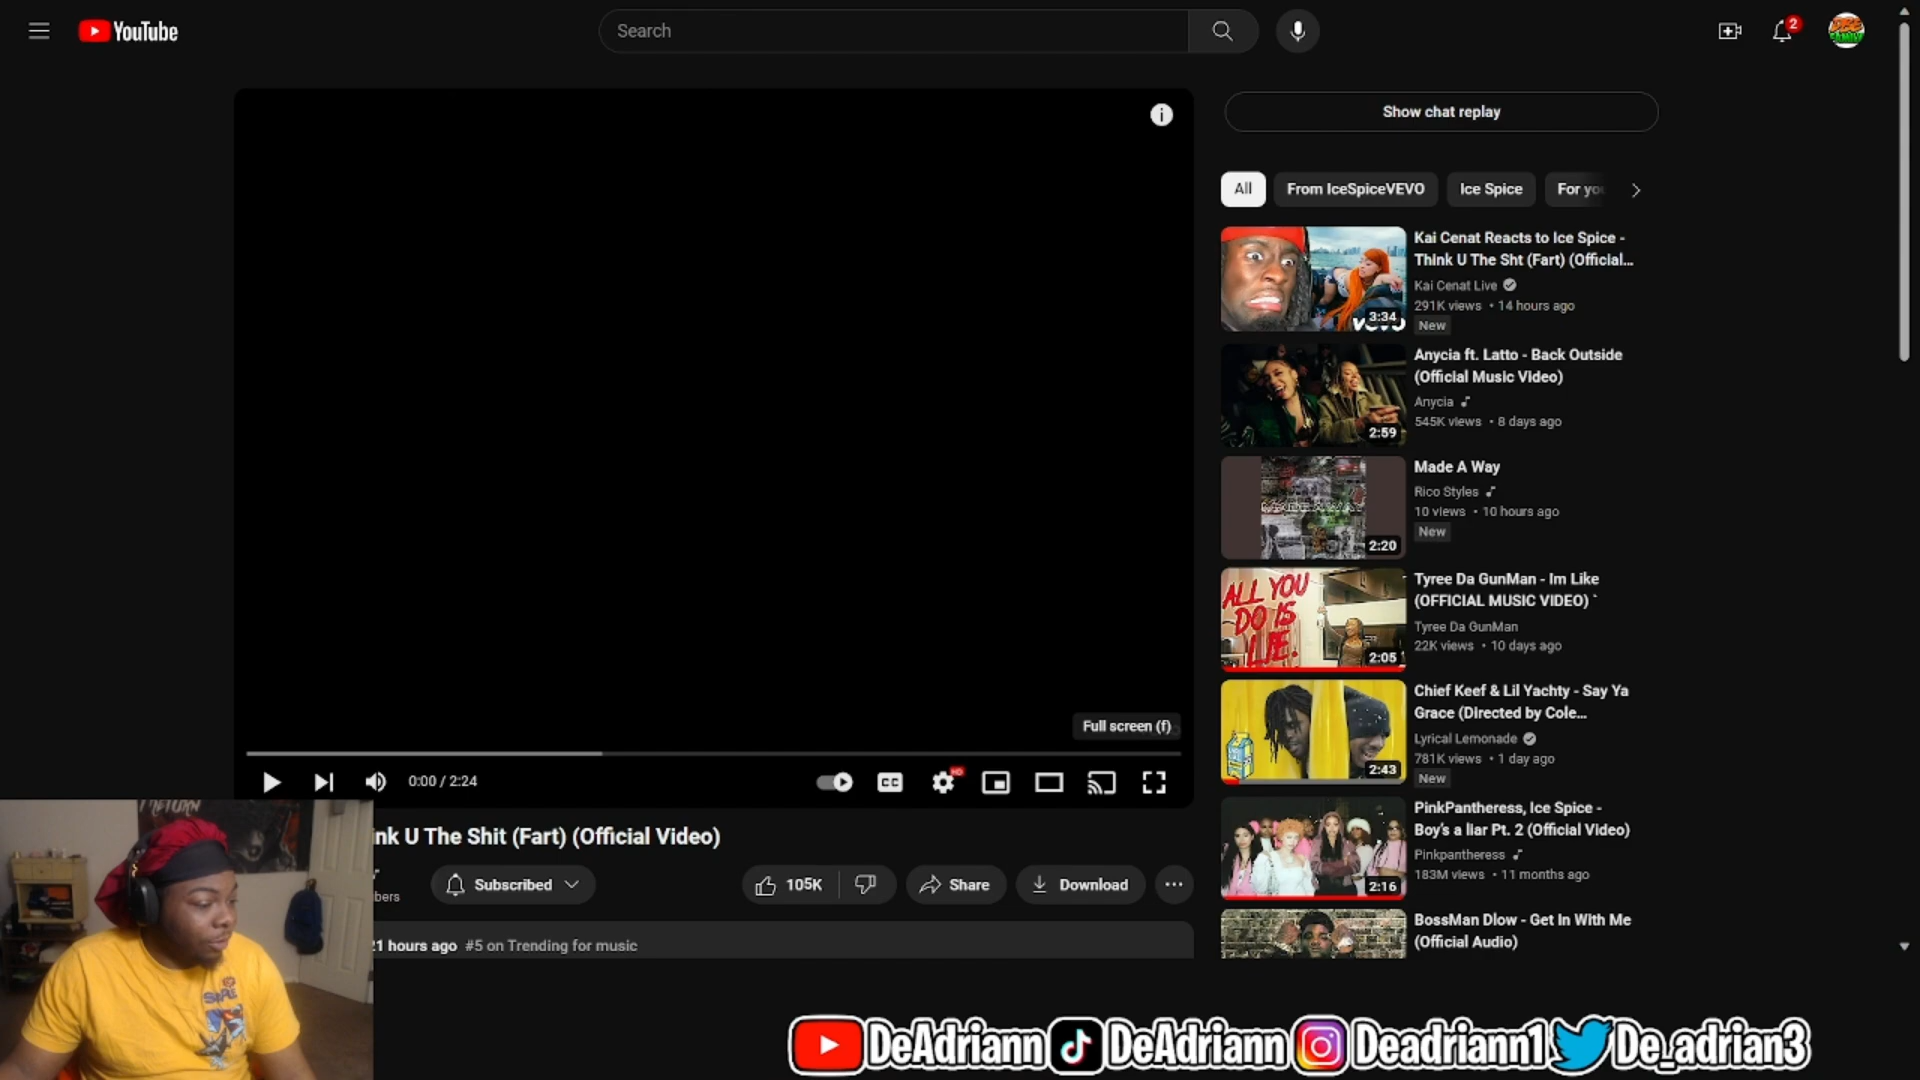 YouTube
Search
2
Show chat replay
All
From IceSpiceVEVO
Ice Spice
For you
Kai Cenat Reacts to Ice Spice -
Think U The Sht (Fart) (Official...
Kai Cenat Live
291K views • 14 hours ago
New
3:34
Anycia ft. Latto - Back Outside
(Official Music Video)
Anycia
545K views • 8 days ago
2:59
Made A Way
Rico Styles
10 views • 10 hours ago
New
2:20
ALL YOU
DO IS
LIE.
Tyree Da GunMan - Im Like
(OFFICIAL MUSIC VIDEO) `
Tyree Da GunMan
22K views • 10 days ago
2:05
Chief Keef & Lil Yachty - Say Ya
Grace (Directed by Cole...
Lyrical Lemonade
781K views • 1 day ago
New
2:43
PinkPantheress, Ice Spice -
Boy's a liar Pt. 2 (Official Video)
Pinkpantheress
183M views • 11 months ago
2:16
BossMan Dlow - Get In With Me
(Official Audio)
Full screen (f)
0:00 / 2:24
CC
HD
ink U The Shit (Fart) (Official Video)
bers
Subscribed
105K
Share
Download
21 hours ago #5 on Trending for music
DeAdriann DeAdriann Deadriann1 De_adrian3